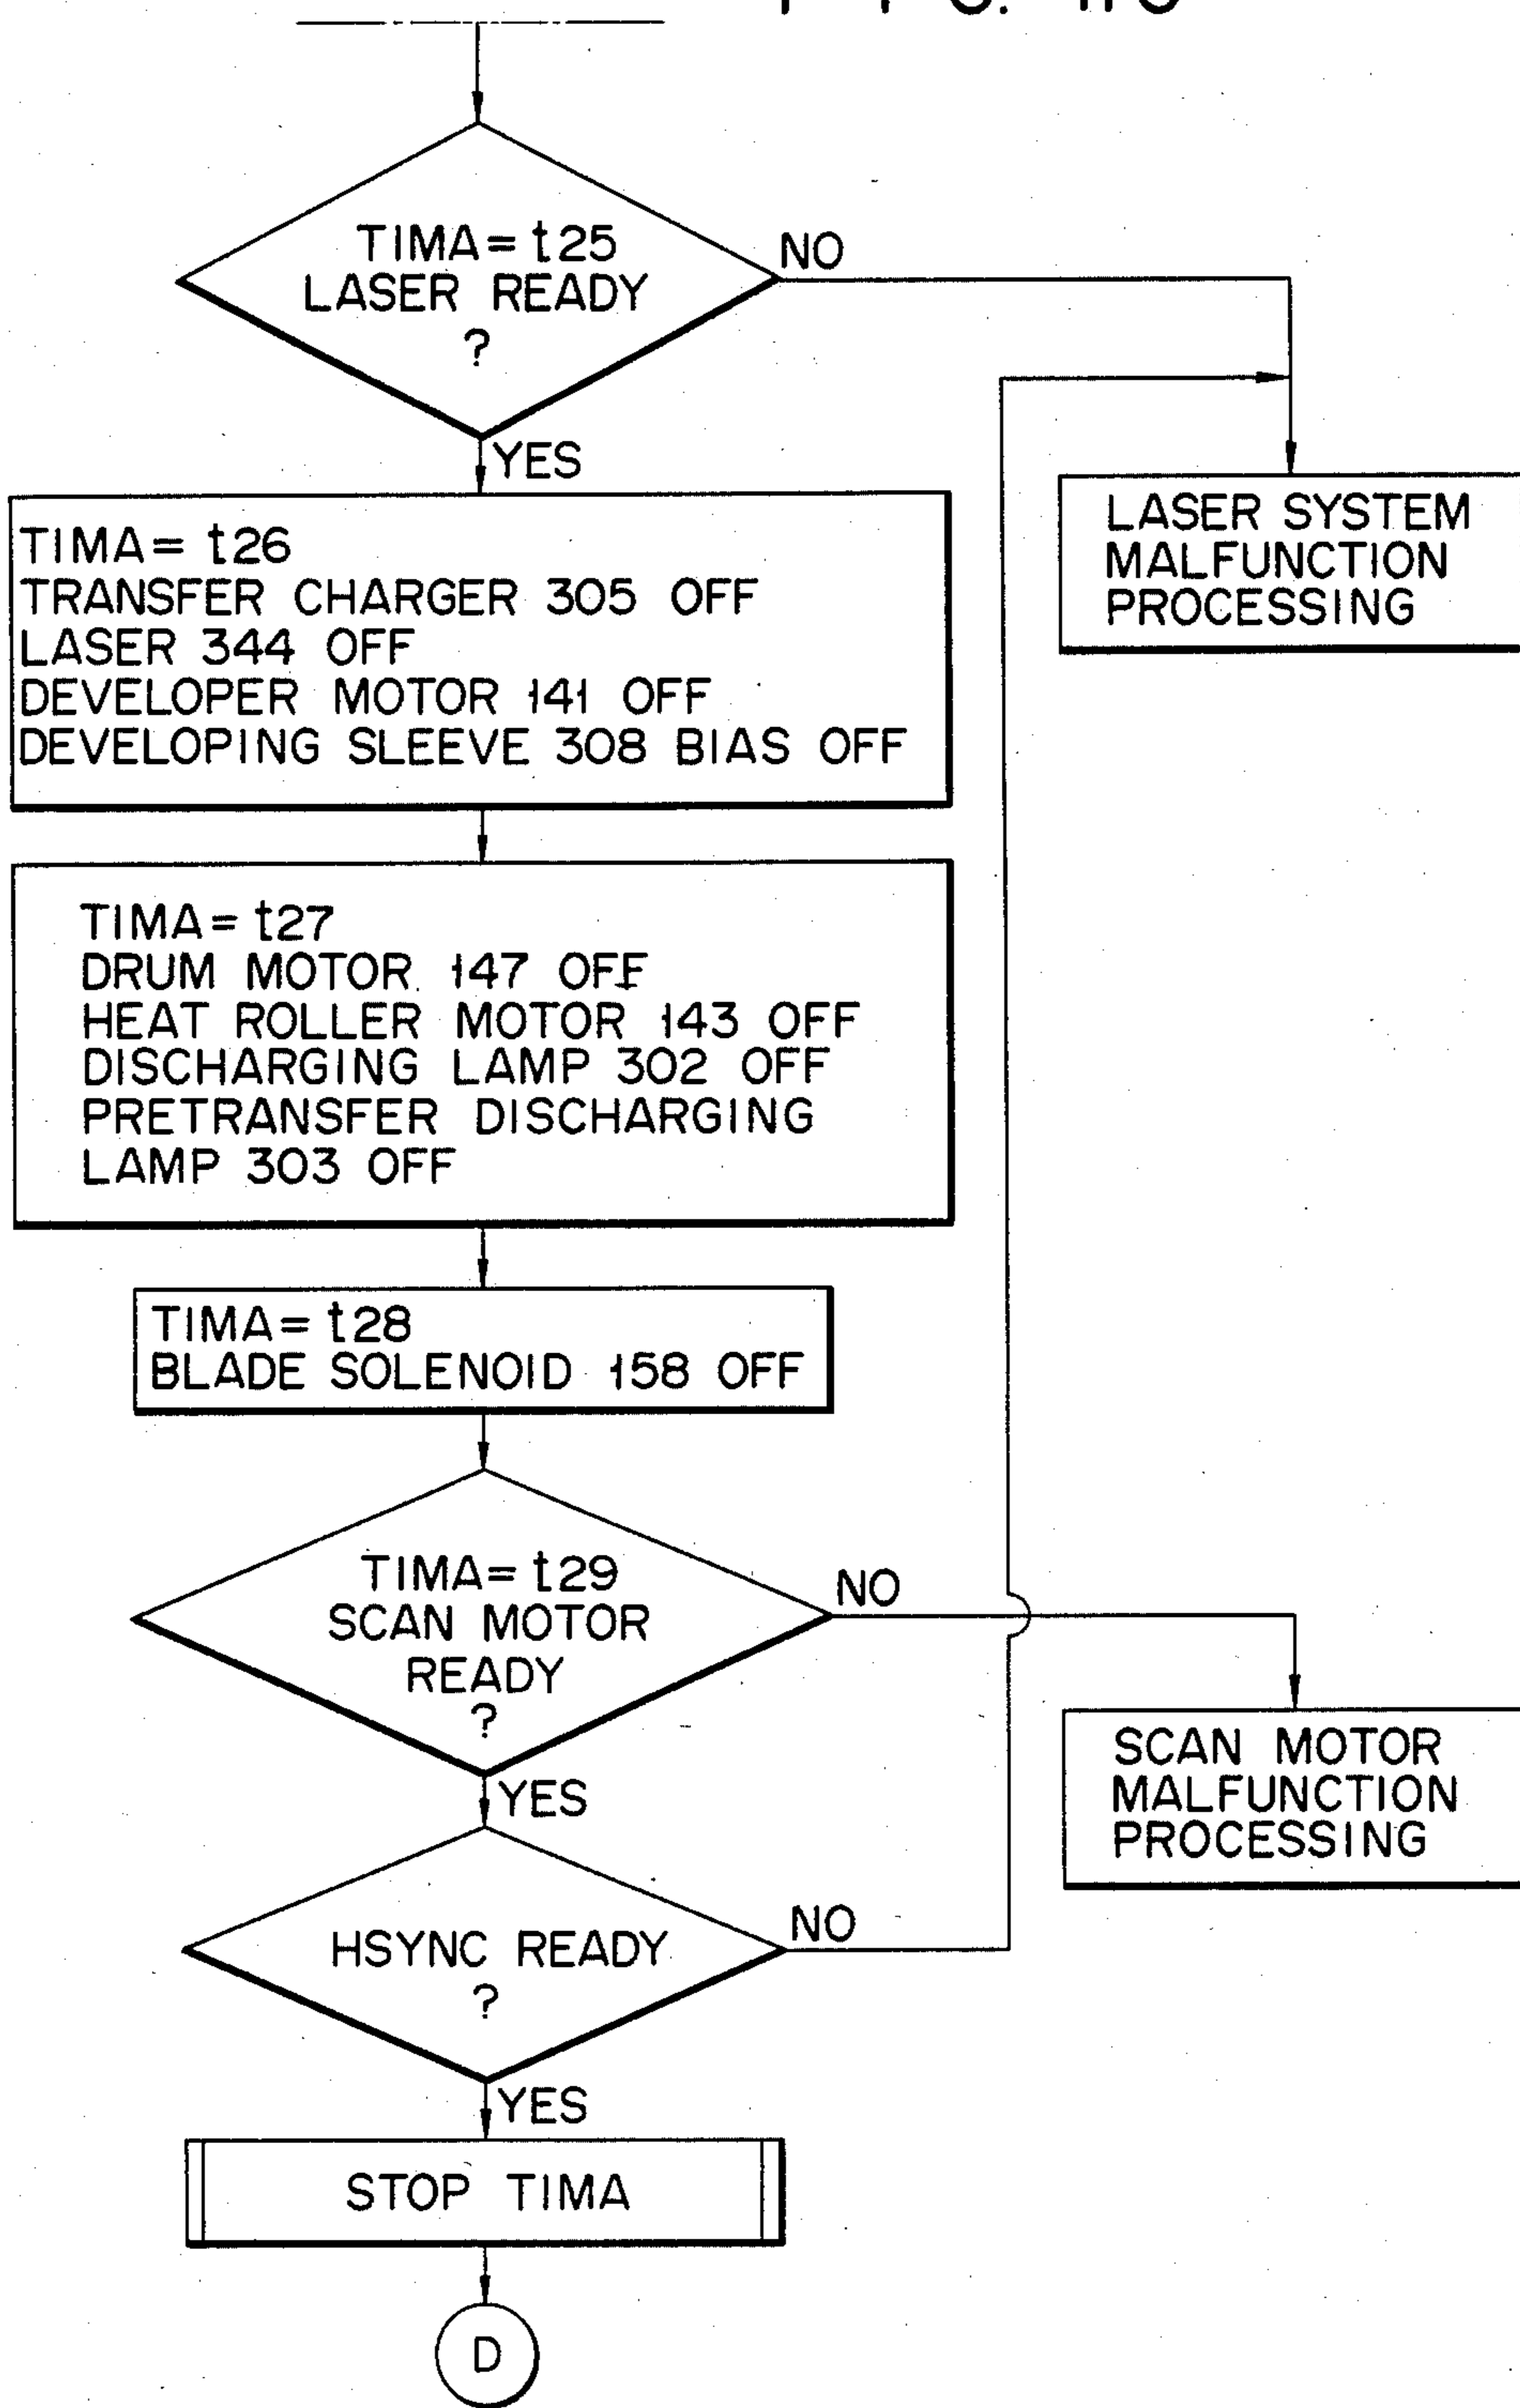 TIMA= t25
LASER READY
?
NO
YES
TIMA= t26
TRANSFER CHARGER 305 OFF
LASER 344 OFF
DEVELOPER MOTOR 141 OFF
DEVELOPING SLEEVE 308 BIAS OFF
LASER SYSTEM
MALFUNCTION
PROCESSING
TIMA= t27
DRUM MOTOR 147 OFF
HEAT ROLLER MOTOR 143 OFF
DISCHARGING LAMP 302 OFF
PRETRANSFER DISCHARGING
LAMP 303 OFF
TIMA= t28
BLADE SOLENOID 158 OFF
TIMA= t29
SCAN MOTOR
READY
?
NO
YES
SCAN MOTOR
MALFUNCTION
PROCESSING
HSYNC READY
?
NO
YES
STOP TIMA
D